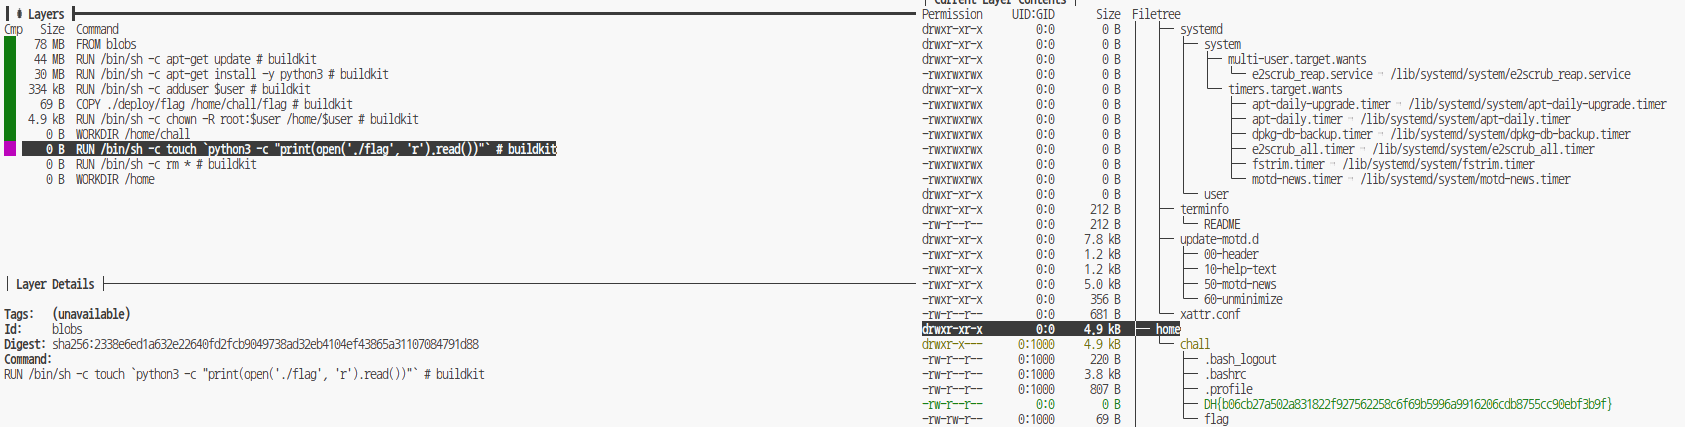 ● Layers
Cmp Size Command
78 MB FROM blobs
44 MB RUN /bin/sh -c apt-get update # buildkit
30 MB RUN /bin/sh -c apt-get install -y python3 # buildkit
334 kB RUN /bin/sh -c adduser $user # buildkit
69 B COPY ./deploy/flag /home/chall/flag # buildkit
4.9 kB RUN /bin/sh -c chown -R root:$user /home/$user # buildkit
0 B WORKDIR /home/chall
0 B RUN /bin/sh -c touch `python3 -c "print(open('./flag', 'r').read())"` # buildkit
0 B RUN /bin/sh -c rm * # buildkit
0 B WORKDIR /home
Layer Details
Tags: (unavailable)
Id: blobs
Digest: sha256:2338e6ed1a632e22640fd2fcb9049738ad32eb4104ef43865a31107084791d88
Command:
RUN /bin/sh -c touch `python3 -c "print(open('./flag', 'r').read())"` # buildkit
Current Layer Contents
Permission UID:GID Size Filetree
drwxr-xr-x 0:0 0 B ├── systemd
drwxr-xr-x 0:0 0 B │ ├── system
drwxr-xr-x 0:0 0 B │ │ ├── multi-user.target.wants
-rwxrwxrwx 0:0 0 B │ │ │ └── e2scrub_reap.service → /lib/systemd/system/e2scrub_reap.service
drwxr-xr-x 0:0 0 B │ │ └── timers.target.wants
-rwxrwxrwx 0:0 0 B │ │ ├── apt-daily-upgrade.timer → /lib/systemd/system/apt-daily-upgrade.timer
-rwxrwxrwx 0:0 0 B │ │ ├── apt-daily.timer → /lib/systemd/system/apt-daily.timer
-rwxrwxrwx 0:0 0 B │ │ ├── dpkg-db-backup.timer → /lib/systemd/system/dpkg-db-backup.timer
-rwxrwxrwx 0:0 0 B │ │ ├── e2scrub_all.timer → /lib/systemd/system/e2scrub_all.timer
-rwxrwxrwx 0:0 0 B │ │ ├── fstrim.timer → /lib/systemd/system/fstrim.timer
-rwxrwxrwx 0:0 0 B │ │ └── motd-news.timer → /lib/systemd/system/motd-news.timer
drwxr-xr-x 0:0 0 B │ └── user
drwxr-xr-x 0:0 212 B ├── terminfo
-rw-r--r-- 0:0 212 B │ └── README
drwxr-xr-x 0:0 7.8 kB ├── update-motd.d
-rwxr-xr-x 0:0 1.2 kB │ ├── 00-header
-rwxr-xr-x 0:0 1.2 kB │ ├── 10-help-text
-rwxr-xr-x 0:0 5.0 kB │ ├── 50-motd-news
-rwxr-xr-x 0:0 356 B │ └── 60-unminimize
-rw-r--r-- 0:0 681 B └── xattr.conf
drwxr-xr-x 0:0 4.9 kB ├── home
drwxr-x--- 0:1000 4.9 kB │ └── chall
-rw-r--r-- 0:1000 220 B │ ├── .bash_logout
-rw-r--r-- 0:1000 3.8 kB │ ├── .bashrc
-rw-r--r-- 0:1000 807 B │ ├── .profile
-rw-r--r-- 0:0 0 B │ ├── DH{b06cb27a502a831822f927562258c6f69b5996a9916206cdb8755cc90ebf3b9f}
-rw-rw-r-- 0:1000 69 B │ └── flag